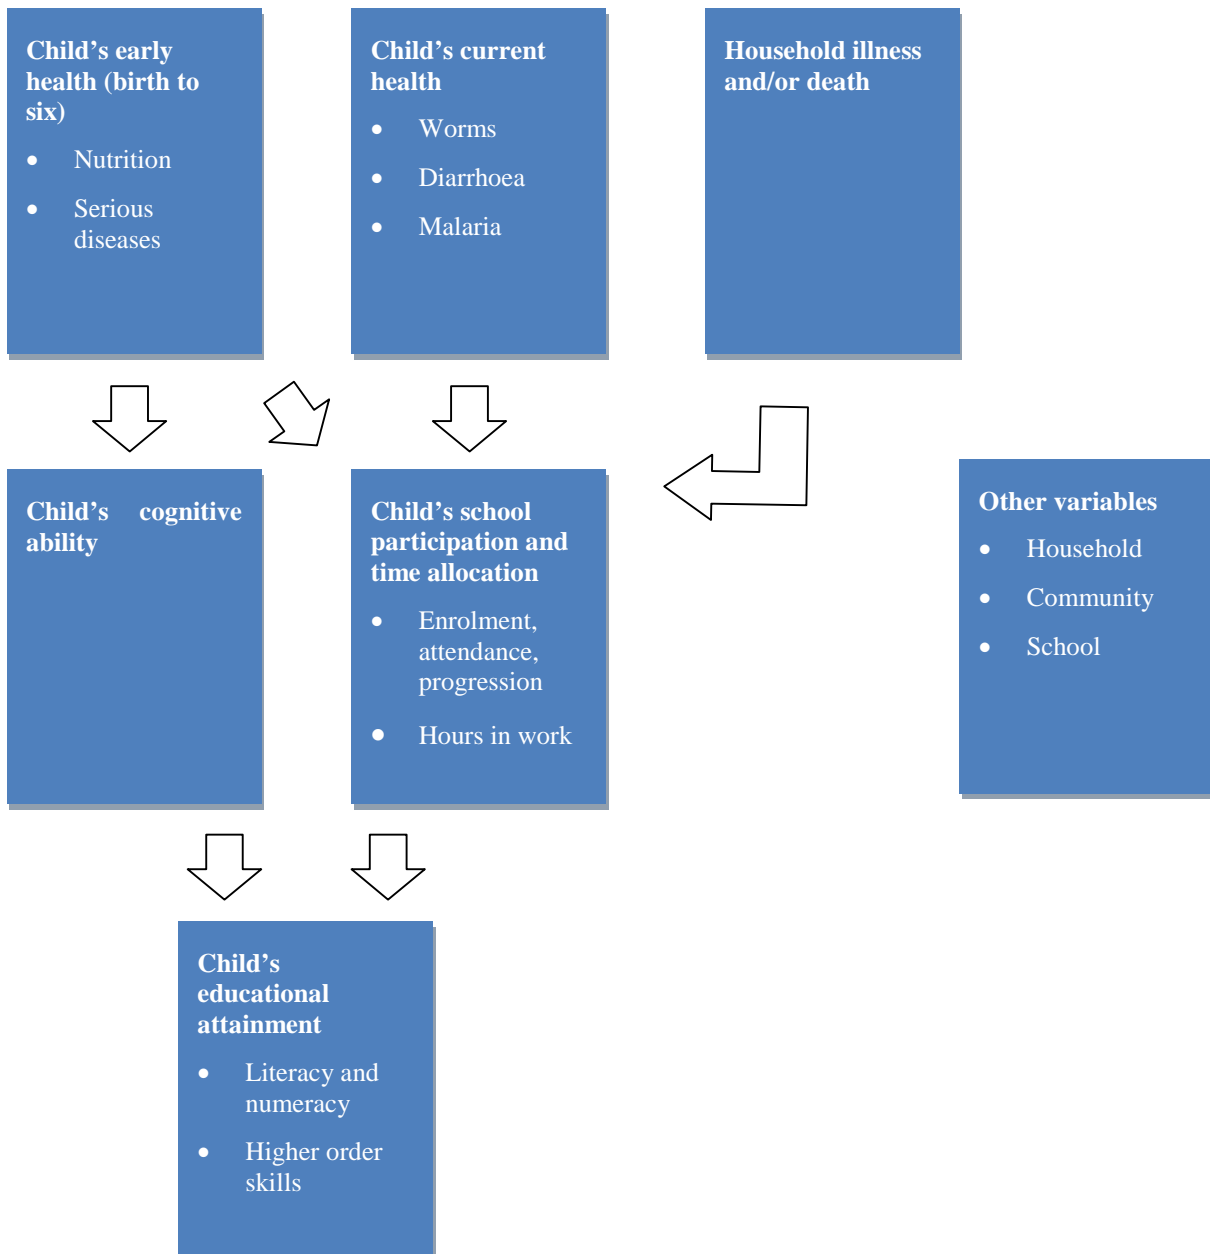 Child’s early
health (birth to
six)
• Nutrition
• Serious
diseases
Child’s current
health
• Worms
• Diarrhoea
• Malaria
Household illness
and/or death
Child’s cognitive
ability
Child’s school
participation and
time allocation
• Enrolment,
attendance,
progression
• Hours in work
Other variables
• Household
• Community
• School
Child’s
educational
attainment
• Literacy and
numeracy
• Higher order
skills